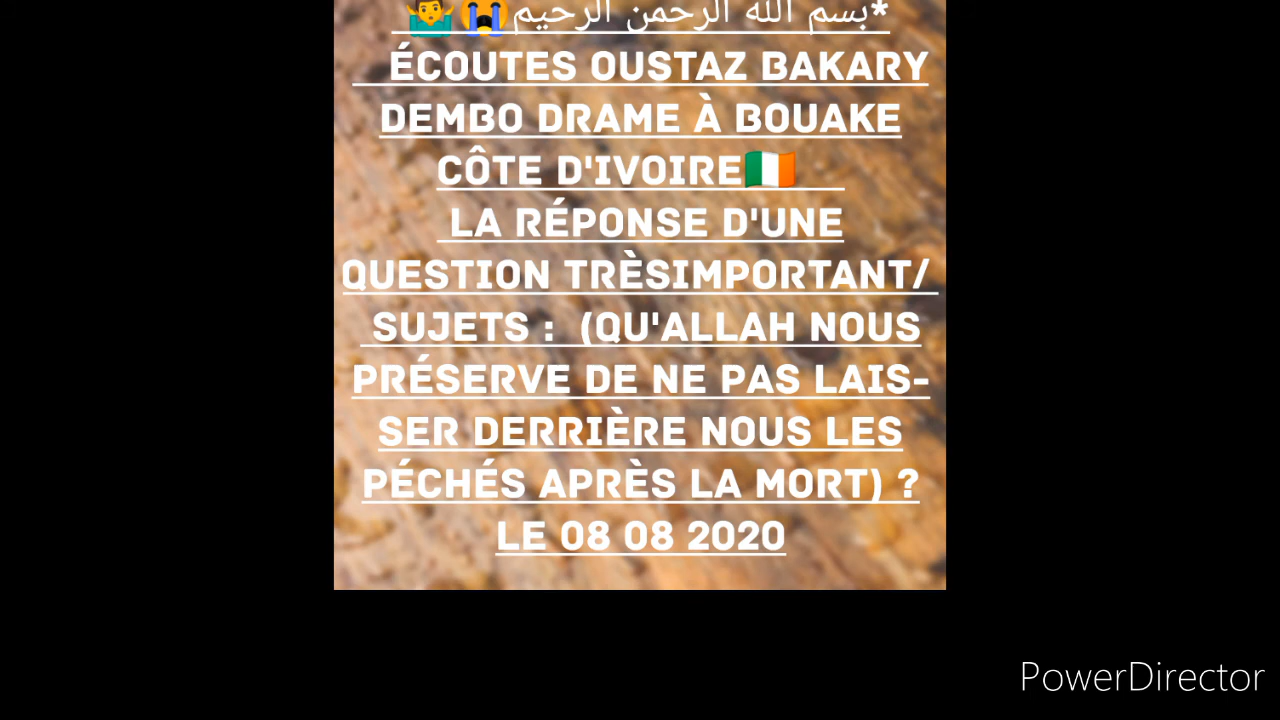 *بسم الله الرحمن الرحيم😭🤷‍♂️
ÉCOUTES OUSTAZ BAKARY
DEMBO DRAME À BOUAKE
CÔTE D'IVOIRE🇮🇪
LA RÉPONSE D'UNE
QUESTION TRÈSIMPORTANT/
SUJETS : (QU'ALLAH NOUS
PRÉSERVE DE NE PAS LAIS-
SER DERRIÈRE NOUS LES
PÉCHÉS APRÈS LA MORT) ?
LE 08 08 2020
PowerDirector